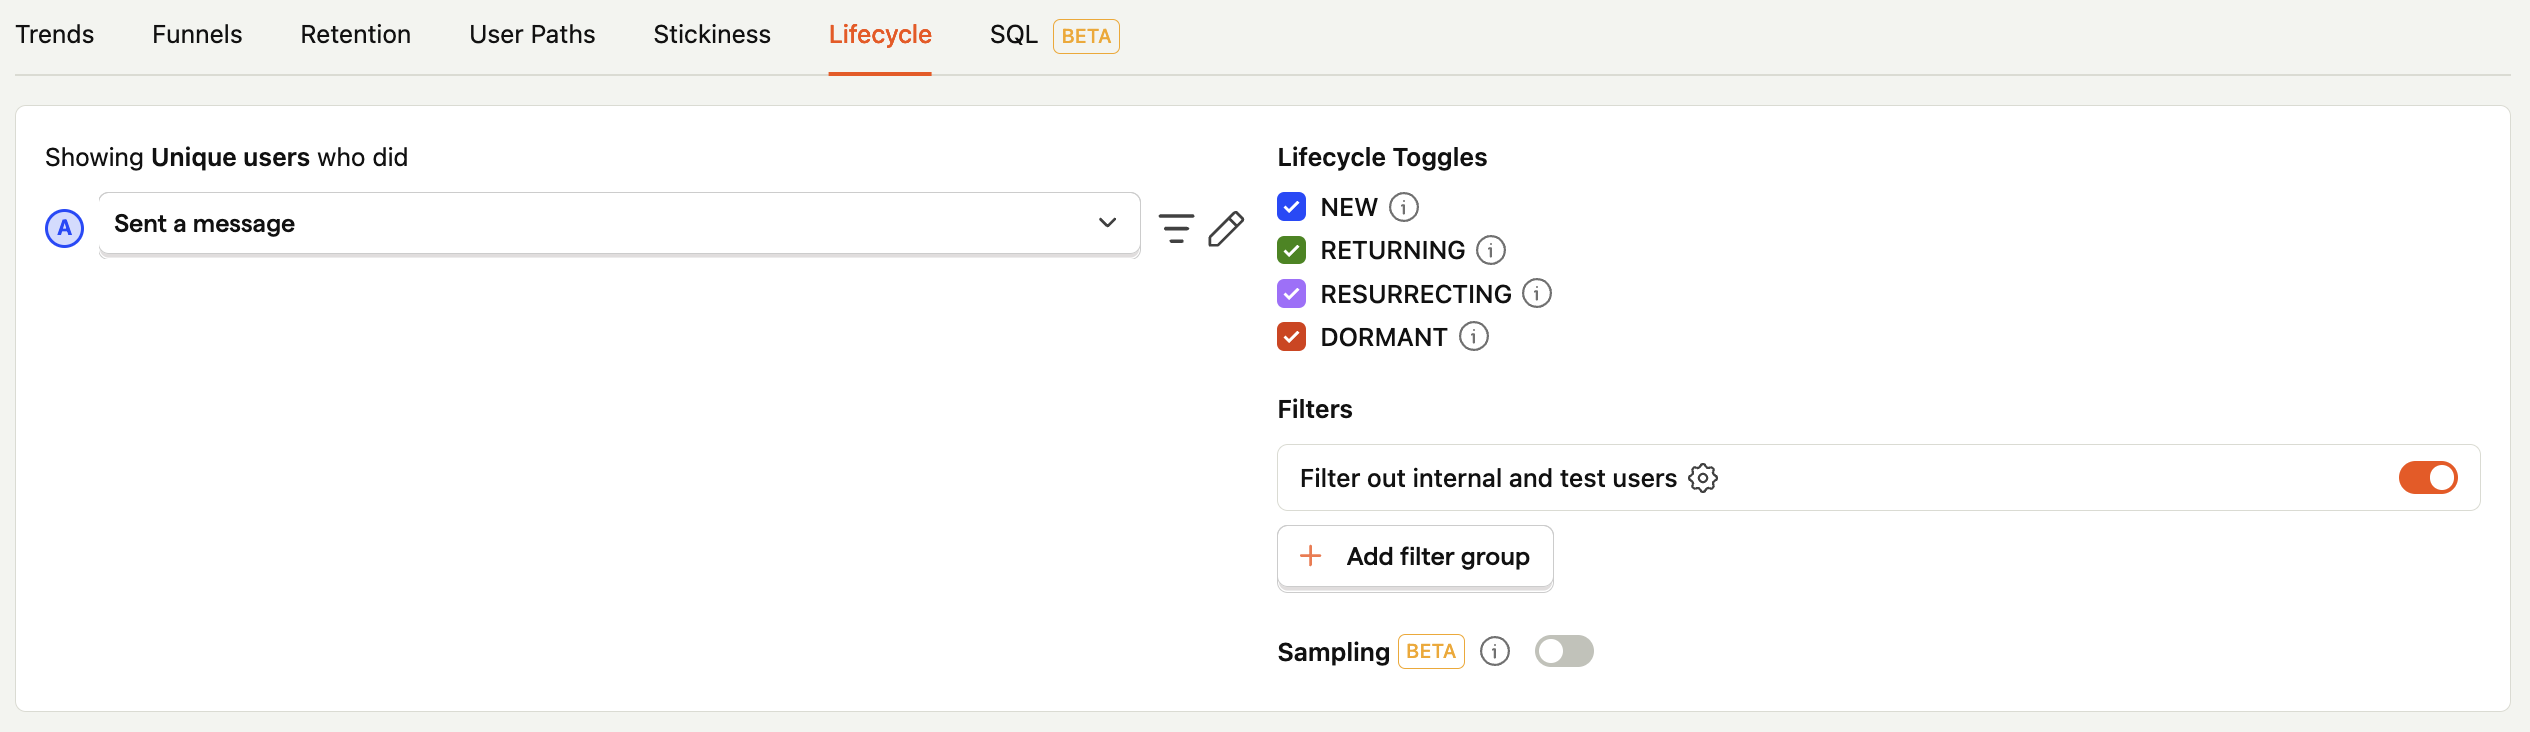 Trends Funnels Retention User Paths Stickiness Lifecycle SQL BETA
Showing Unique users who did
A Sent a message
Lifecycle Toggles
NEW
RETURNING
RESURRECTING
DORMANT
Filters
Filter out internal and test users
+ Add filter group
Sampling BETA